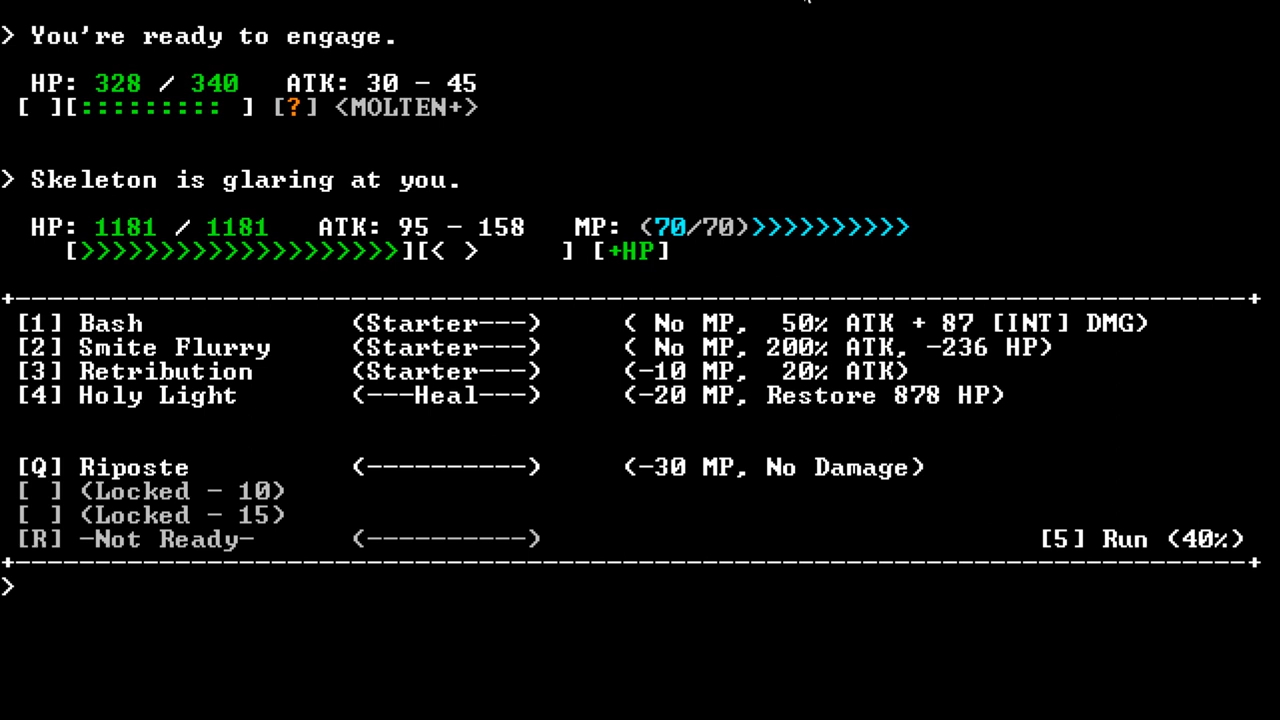 > You're ready to engage.
HP: 328 / 340   ATK: 30 - 45
[ ][::::::::: ] [?] <MOLTEN+>
> Skeleton is glaring at you.
HP: 1181 / 1181   ATK: 95 - 158   MP: (70/70)>>>>>>>>>>
[>>>>>>>>>>>>>>>>>>>>][< >     ] [+HP]
+------------------------------------------------------------------------------+
[1] Bash   (Starter---)   ( No MP,  50% ATK + 87 [INT] DMG)
[2] Smite Flurry   (Starter---)   ( No MP, 200% ATK, -236 HP)
[3] Retribution   (Starter---)   (-10 MP,  20% ATK)
[4] Holy Light   (---Heal---)   (-20 MP, Restore 878 HP)
[Q] Riposte   (----------)   (-30 MP, No Damage)
[ ] (Locked - 10)
[ ] (Locked - 15)
[R] -Not Ready-   (----------)   [5] Run (40%)
+------------------------------------------------------------------------------+
>